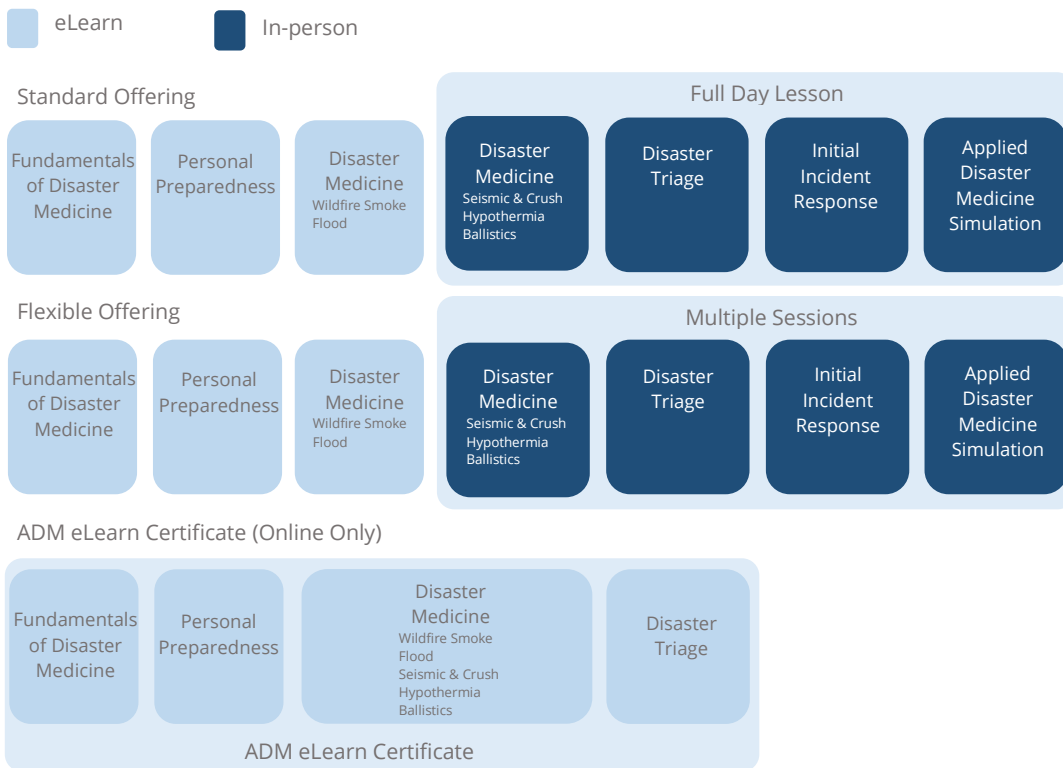 eLearn
In-person
Standard Offering
Full Day Lesson
Fundamentals
of Disaster
Medicine
Personal
Preparedness
Disaster
Medicine
Wildfire Smoke
Flood
Disaster
Medicine
Seismic & Crush
Hypothermia
Ballistics
Disaster
Triage
Initial
Incident
Response
Applied
Disaster
Medicine
Simulation
Flexible Offering
Multiple Sessions
Fundamentals
of Disaster
Medicine
Personal
Preparedness
Disaster
Medicine
Wildfire Smoke
Flood
Disaster
Medicine
Seismic & Crush
Hypothermia
Ballistics
Disaster
Triage
Initial
Incident
Response
Applied
Disaster
Medicine
Simulation
ADM eLearn Certificate (Online Only)
Fundamentals
of Disaster
Medicine
Personal
Preparedness
Disaster
Medicine
Wildfire Smoke
Flood
Seismic & Crush
Hypothermia
Ballistics
Disaster
Triage
ADM eLearn Certificate